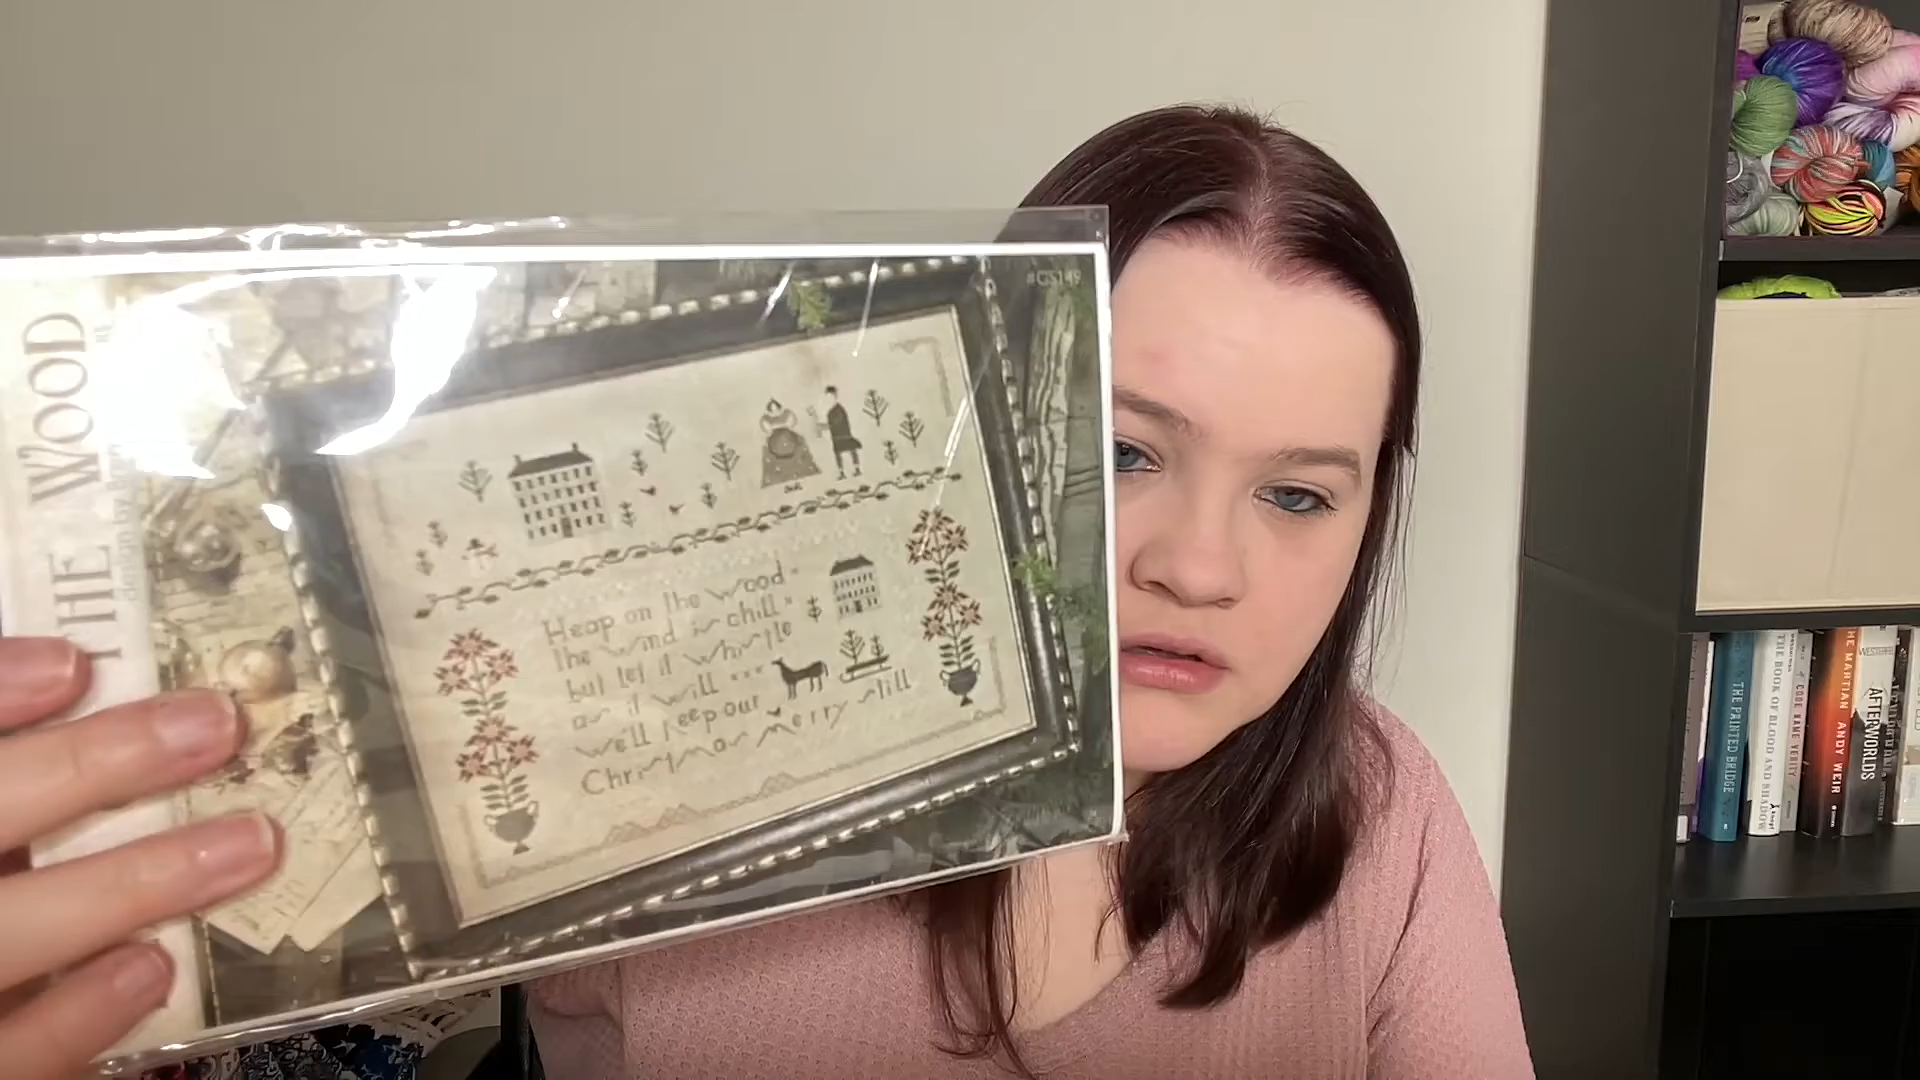 THE WOOD
design by
#CS149
Heap on the wood
the wind is chill
but let it whistle
as it will
we'll keep our
Christmas merry still
THE PAINTED BRIDGE
THE BOOK OF BLOOD AND SHADOW
CODE NAME VERITY
THE MARTIAN ANDY WEIR
AFTERWORLDS